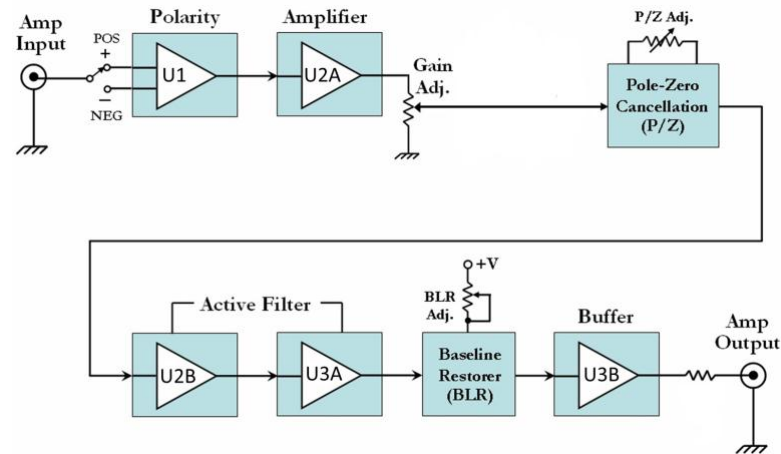 Amp
Input
POS
+
−
NEG
Polarity
U1
Amplifier
U2A
Gain
Adj.
P/Z Adj.
Pole-Zero
Cancellation
(P/Z)
Active Filter
U2B
U3A
+V
BLR
Adj.
Baseline
Restorer
(BLR)
Buffer
U3B
Amp
Output